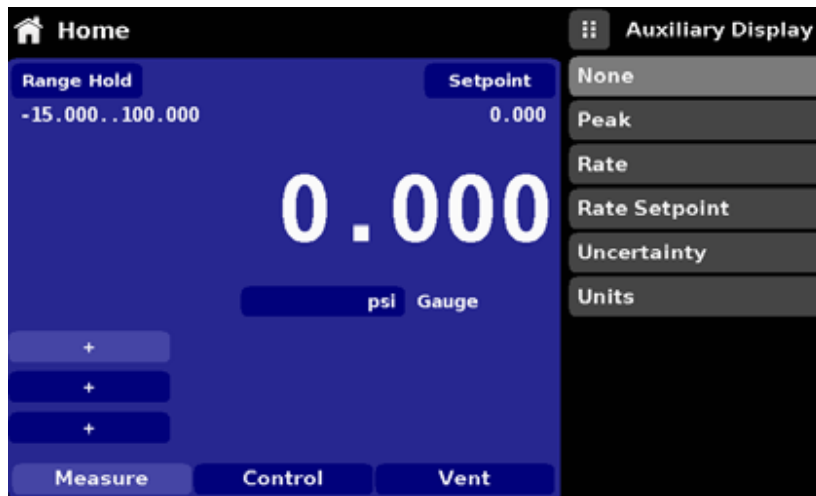 Home
Range Hold Setpoint
-15.000..100.000 0.000
0.000
psi Gauge
+
+
+
Measure Control Vent
Auxiliary Display
None
Peak
Rate
Rate Setpoint
Uncertainty
Units